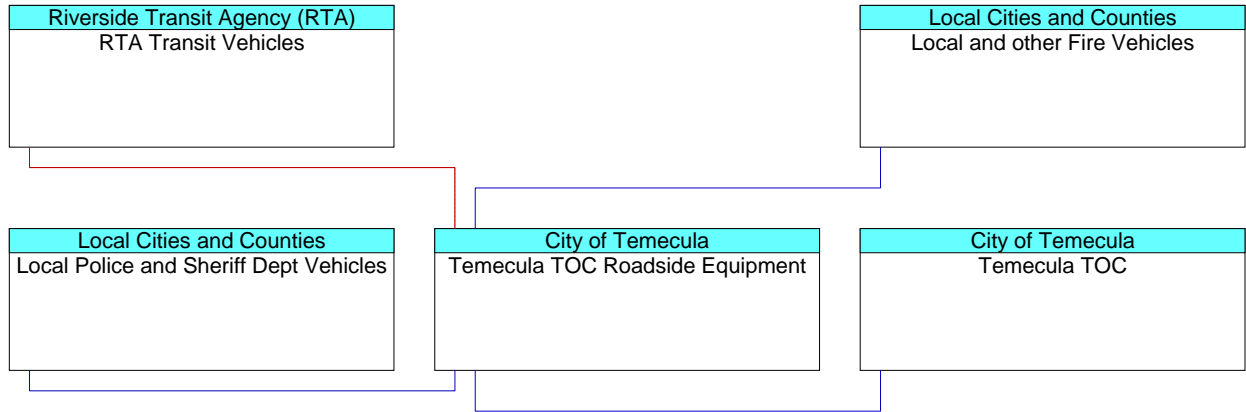 Riverside Transit Agency (RTA)
RTA Transit Vehicles
Local Cities and Counties
Local and other Fire Vehicles
Local Cities and Counties
Local Police and Sheriff Dept Vehicles
City of Temecula
Temecula TOC Roadside Equipment
City of Temecula
Temecula TOC